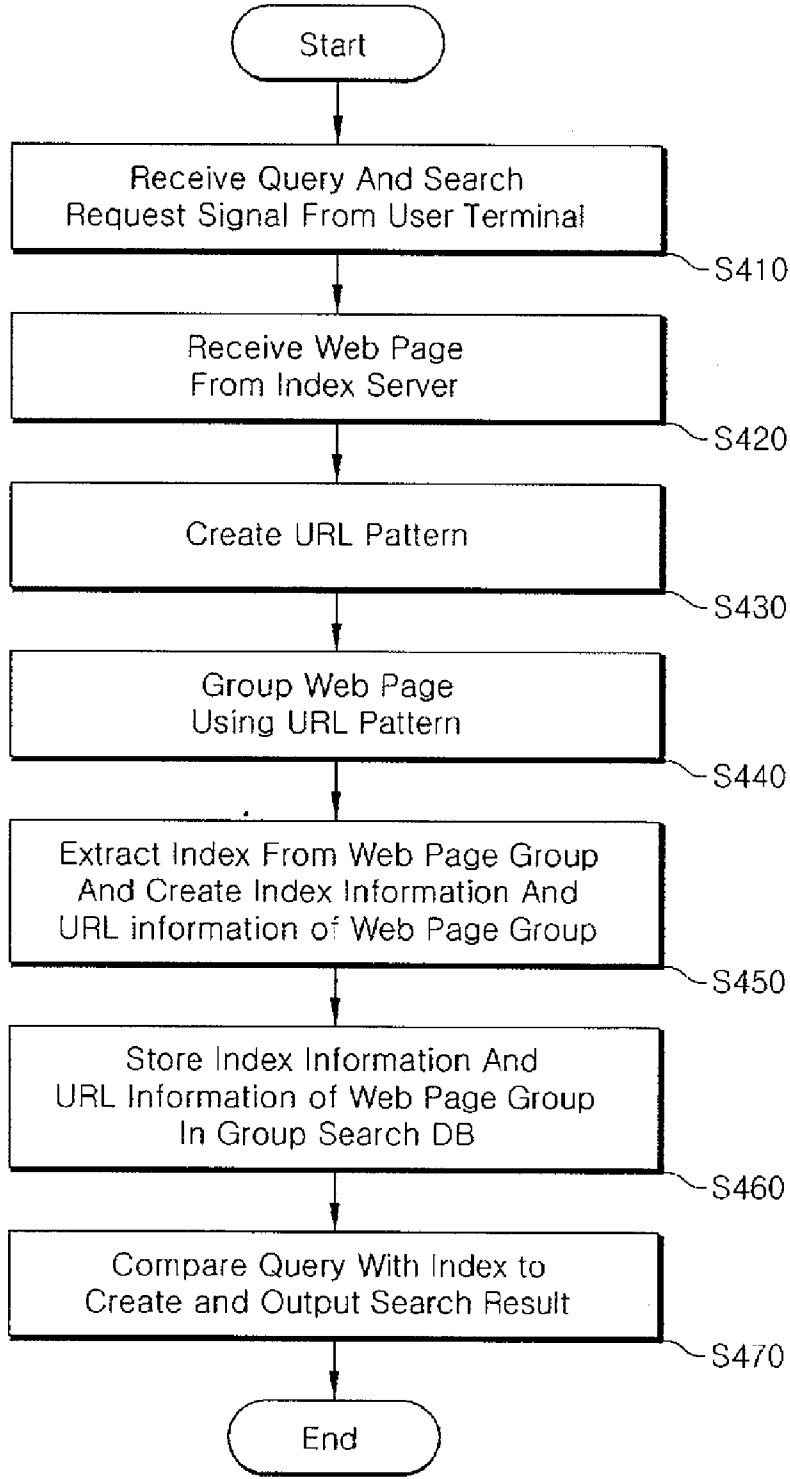 Start
Receive Query And Search
Request Signal From User Terminal
S410
Receive Web Page
From Index Server
S420
Create URL Pattern
S430
Group Web Page
Using URL Pattern
S440
Extract Index From Web Page Group
And Create Index Information And
URL information of Web Page Group
S450
Store Index Information And
URL Information of Web Page Group
In Group Search DB
S460
Compare Query With Index to
Create and Output Search Result
S470
End